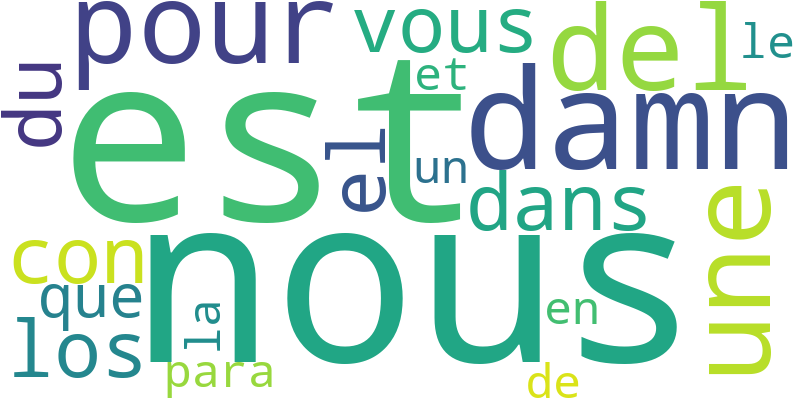 pour
vous
del
le
du
est
et
damn
el
un
dans
une
con
nous
que
la
en
los
para
de